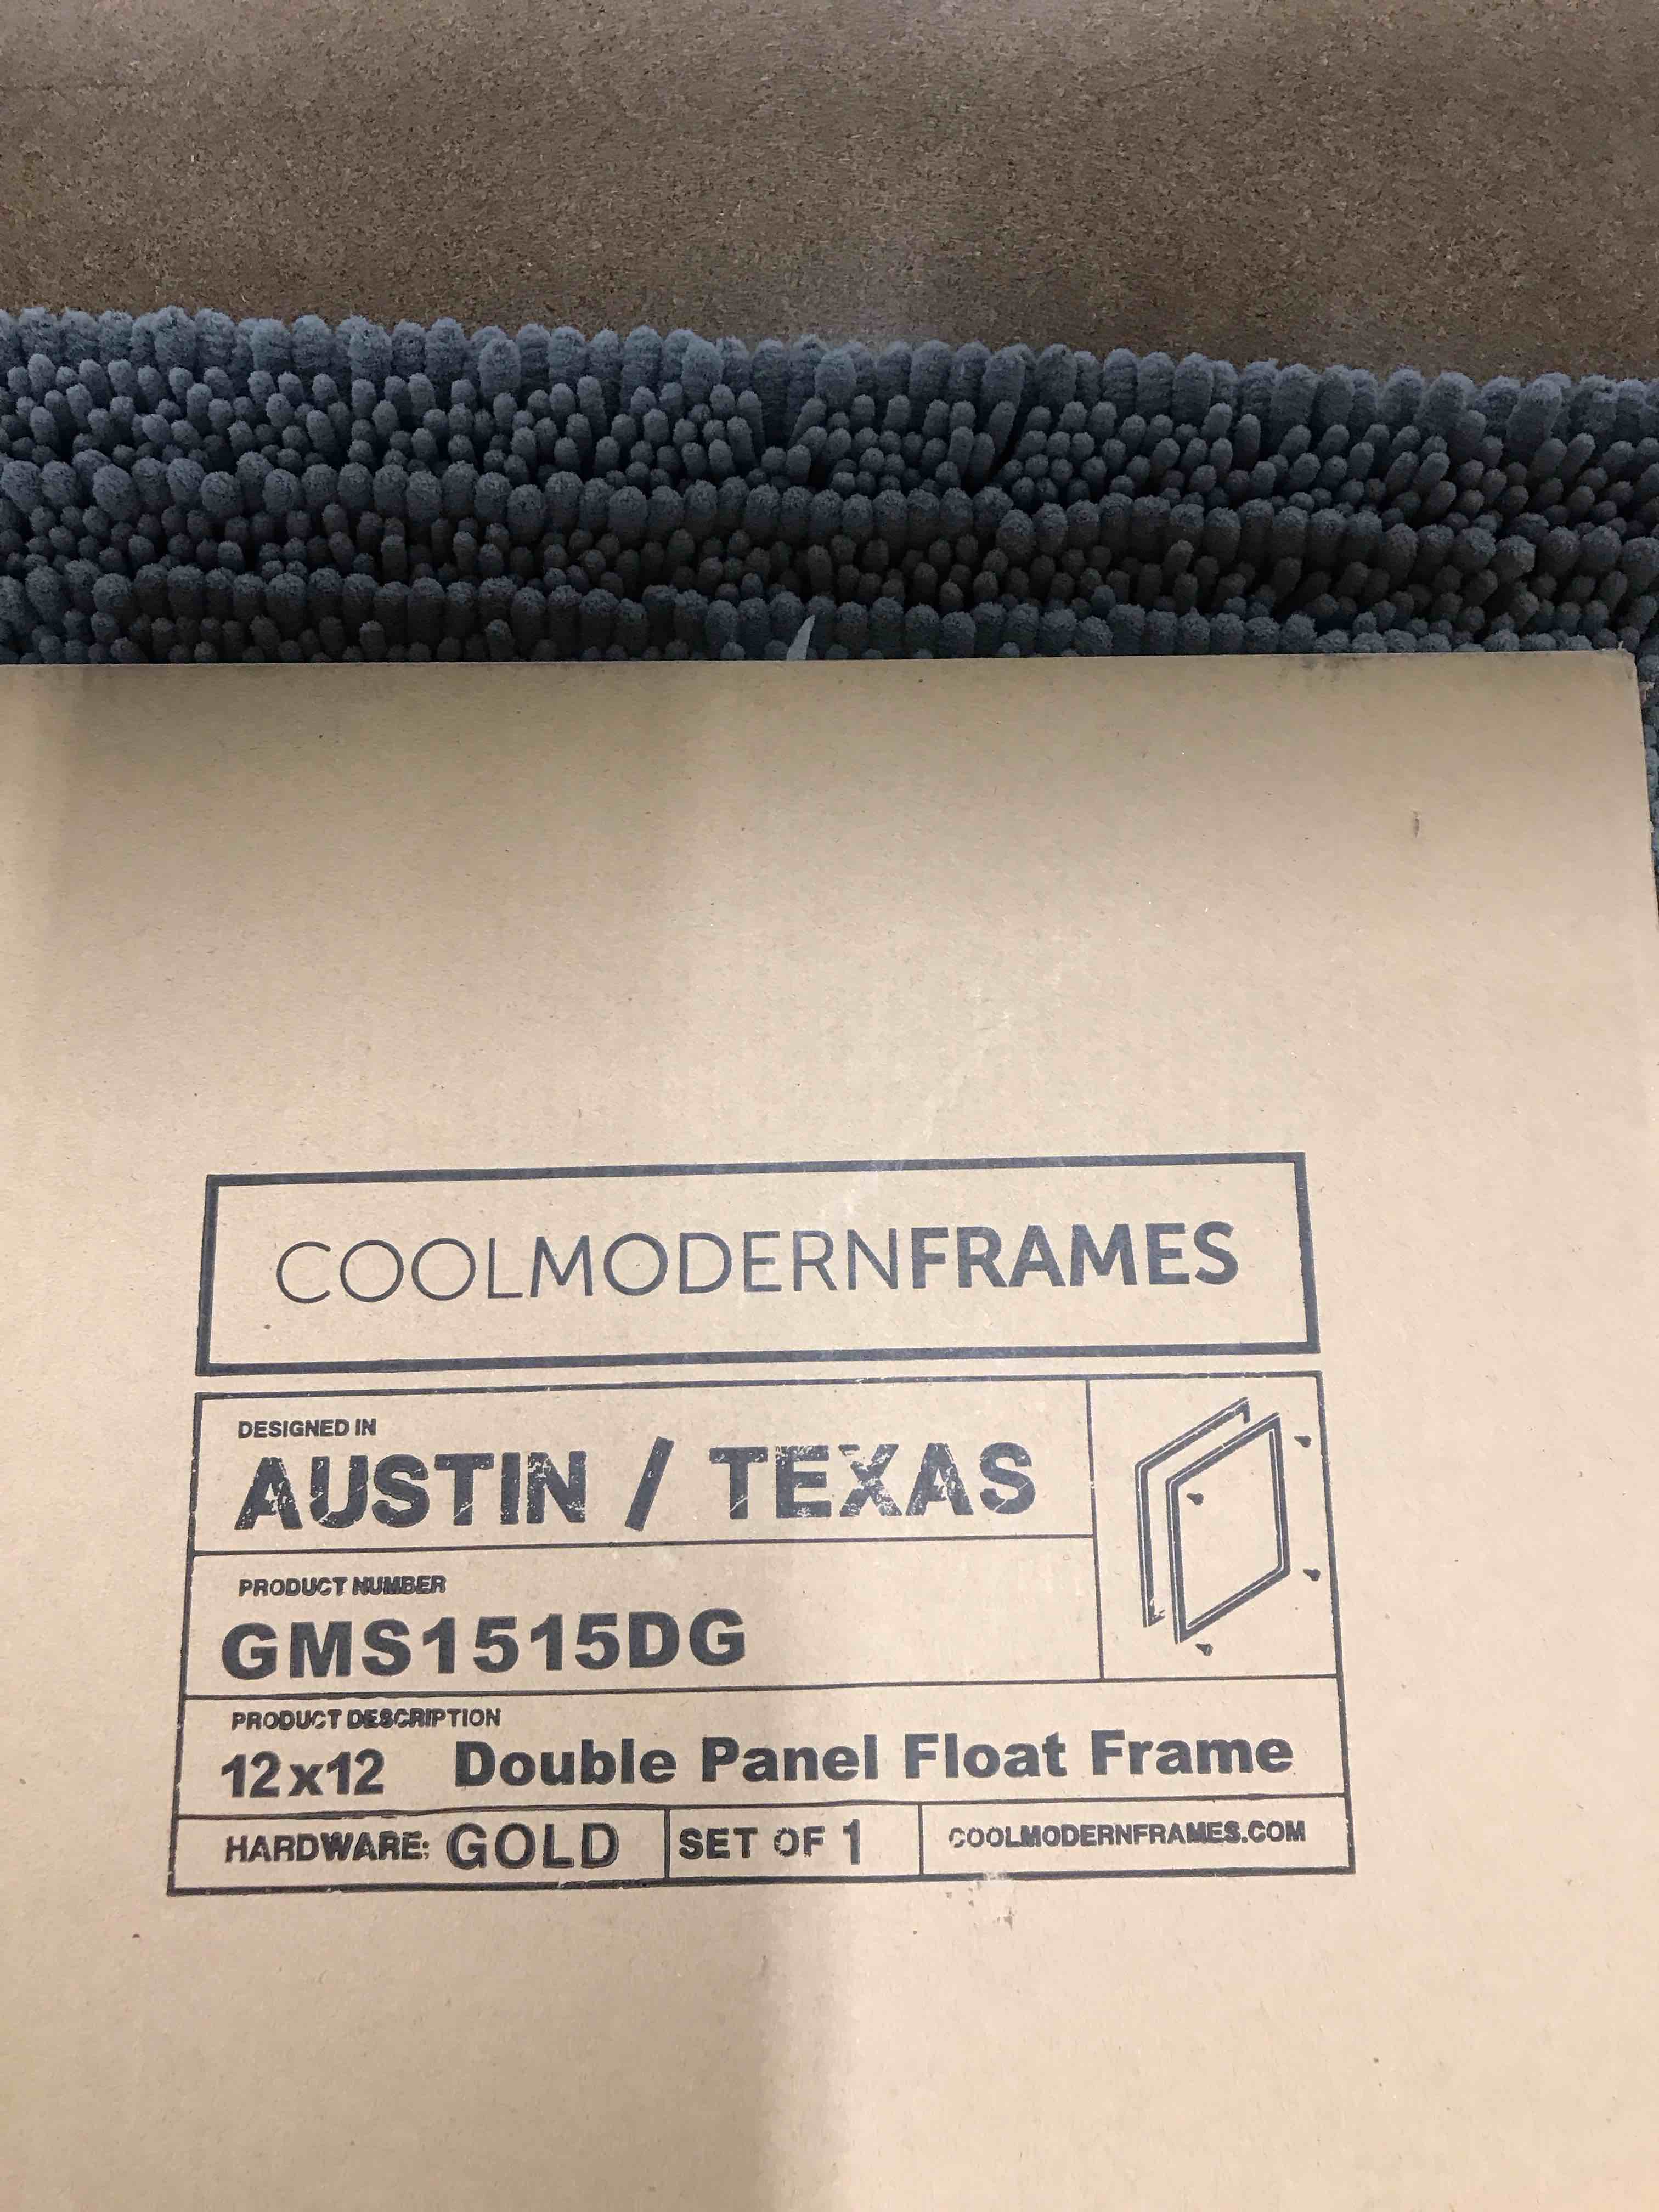 COOLMODERNFRAMES
DESIGNED IN
AUSTIN / TEXAS
PRODUCT NUMBER
GMS1515DG
PRODUCT DESCRIPTION
12x12 Double Panel Float Frame
HARDWARE: GOLD SET OF 1 COOLMODERNFRAMES.COM